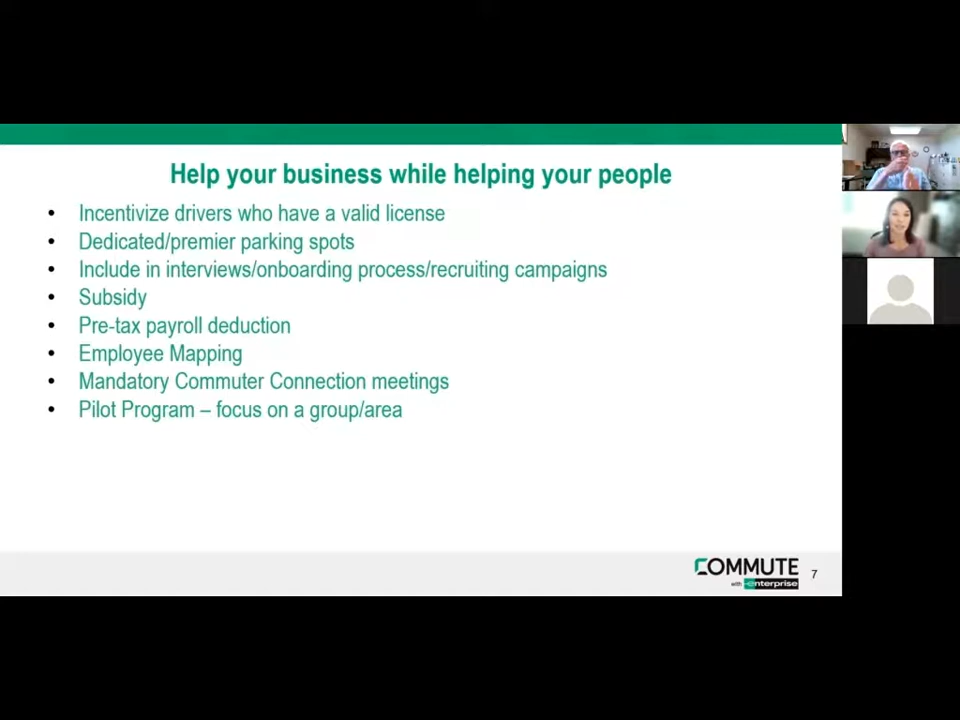 Help your business while helping your people
• Incentivize drivers who have a valid license
• Dedicated/premier parking spots
• Include in interviews/onboarding process/recruiting campaigns
• Subsidy
• Pre-tax payroll deduction
• Employee Mapping
• Mandatory Commuter Connection meetings
• Pilot Program – focus on a group/area
COMMUTE
with enterprise
7